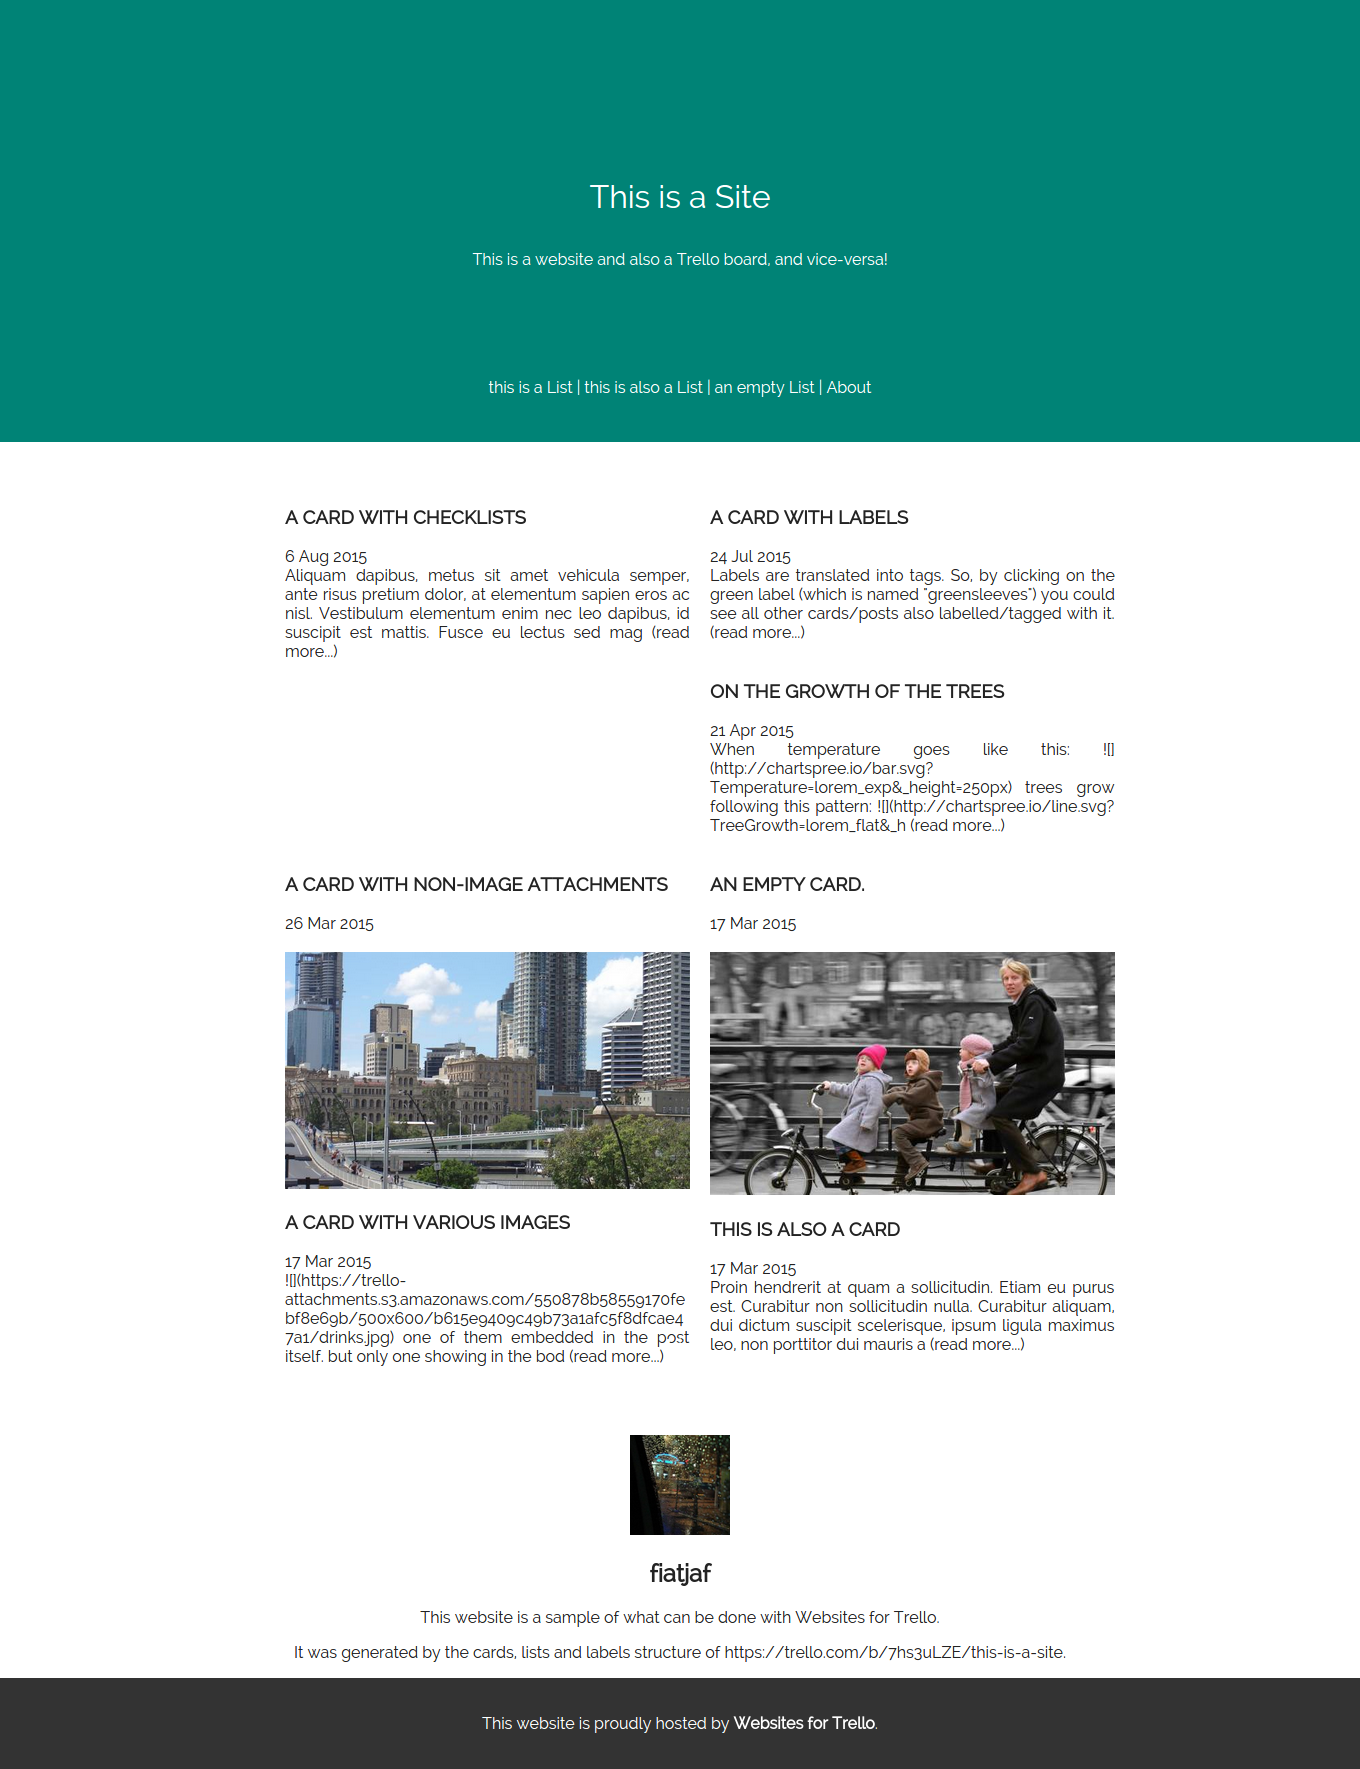 This is a Site
This is a website and also a Trello board, and vice-versa!
this is a List | this is also a List | an empty List | About
A CARD WITH CHECKLISTS
6 Aug 2015
Aliquam dapibus, metus sit amet vehicula semper,
ante risus pretium dolor, at elementum sapien eros ac
nisl. Vestibulum elementum enim nec leo dapibus, id
suscipit est mattis. Fusce eu lectus sed mag (read
more...)
A CARD WITH LABELS
24 Jul 2015
Labels are translated into tags. So, by clicking on the
green label (which is named "greensleeves") you could
see all other cards/posts also labelled/tagged with it.
(read more...)
ON THE GROWTH OF THE TREES
21 Apr 2015
When temperature goes like this: ![]
(http://chartspree.io/bar.svg?
Temperature=lorem_exp&_height=250px) trees grow
following this pattern: ![](http://chartspree.io/line.svg?
TreeGrowth=lorem_flat&_h (read more...)
A CARD WITH NON-IMAGE ATTACHMENTS
26 Mar 2015
AN EMPTY CARD.
17 Mar 2015
A CARD WITH VARIOUS IMAGES
17 Mar 2015
![](https://trello-
attachments.s3.amazonaws.com/550878b58559170fe
bf8e69b/500x600/b615e9409c49b73a1afc5f8dfcae4
7a1/drinks.jpg) one of them embedded in the post
itself. but only one showing in the bod (read more...)
THIS IS ALSO A CARD
17 Mar 2015
Proin hendrerit at quam a sollicitudin. Etiam eu purus
est. Curabitur non sollicitudin nulla. Curabitur aliquam,
dui dictum suscipit scelerisque, ipsum ligula maximus
leo, non porttitor dui mauris a (read more...)
fiatjaf
This website is a sample of what can be done with Websites for Trello.
It was generated by the cards, lists and labels structure of https://trello.com/b/7hs3uLZE/this-is-a-site.
This website is proudly hosted by Websites for Trello.